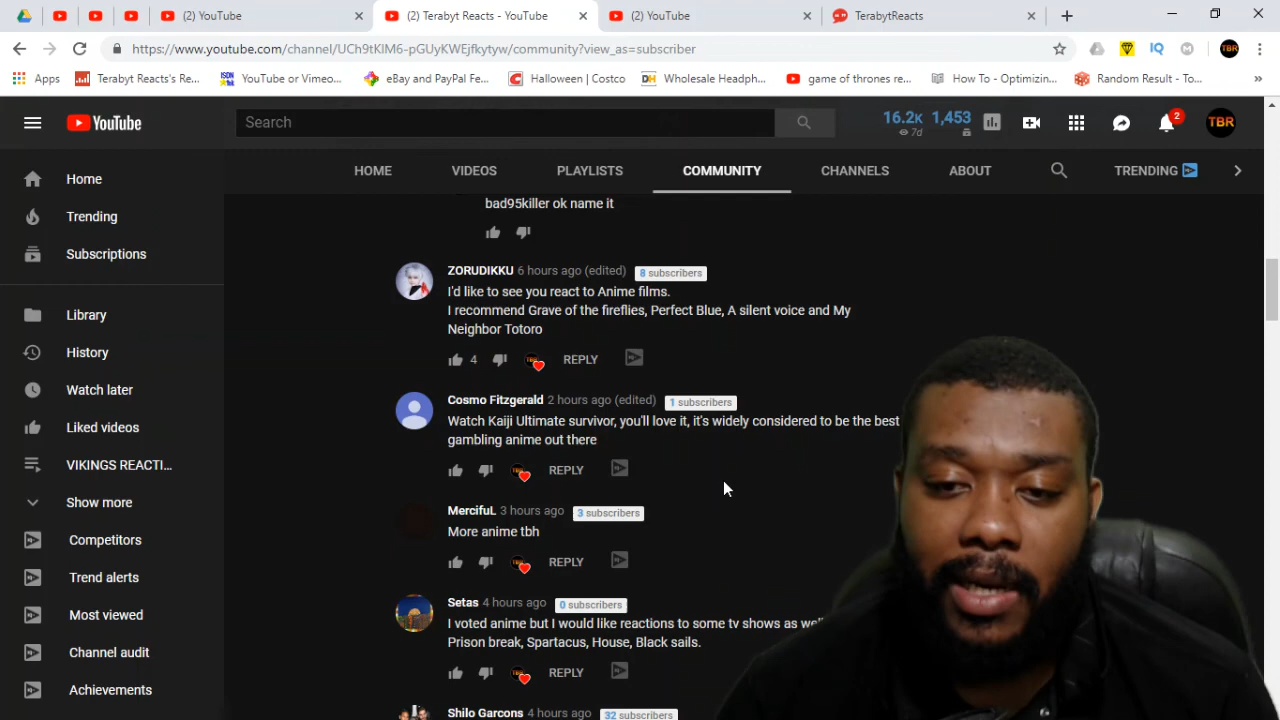 (2) YouTube
(2) Terabyt Reacts - YouTube
(2) YouTube
TerabytReacts
https://www.youtube.com/channel/UCh9tKIM6-pGUyKWEjfkytyw/community?view_as=subscriber
TBR
Apps
Terabyt Reacts's Re...
YouTube or Vimeo...
eBay and PayPal Fe...
Halloween | Costco
Wholesale Headph...
game of thrones re...
How To - Optimizin...
Random Result - To...
YouTube
Search
16.2K 1,453
7d
2
TBR
HOME
VIDEOS
PLAYLISTS
COMMUNITY
CHANNELS
ABOUT
TRENDING
Home
Trending
Subscriptions
Library
History
Watch later
Liked videos
VIKINGS REACTI...
Show more
Competitors
Trend alerts
Most viewed
Channel audit
Achievements
bad95killer ok name it
ZORUDIKKU 6 hours ago (edited) 8 subscribers
I'd like to see you react to Anime films.
I recommend Grave of the fireflies, Perfect Blue, A silent voice and My
Neighbor Totoro
4 REPLY
Cosmo Fitzgerald 2 hours ago (edited) 1 subscribers
Watch Kaiji Ultimate survivor, you'll love it, it's widely considered to be the best
gambling anime out there
REPLY
MercifuL 3 hours ago 3 subscribers
More anime tbh
REPLY
Setas 4 hours ago 0 subscribers
I voted anime but I would like reactions to some tv shows as well
Prison break, Spartacus, House, Black sails.
REPLY
Shilo Garcons 4 hours ago 32 subscribers